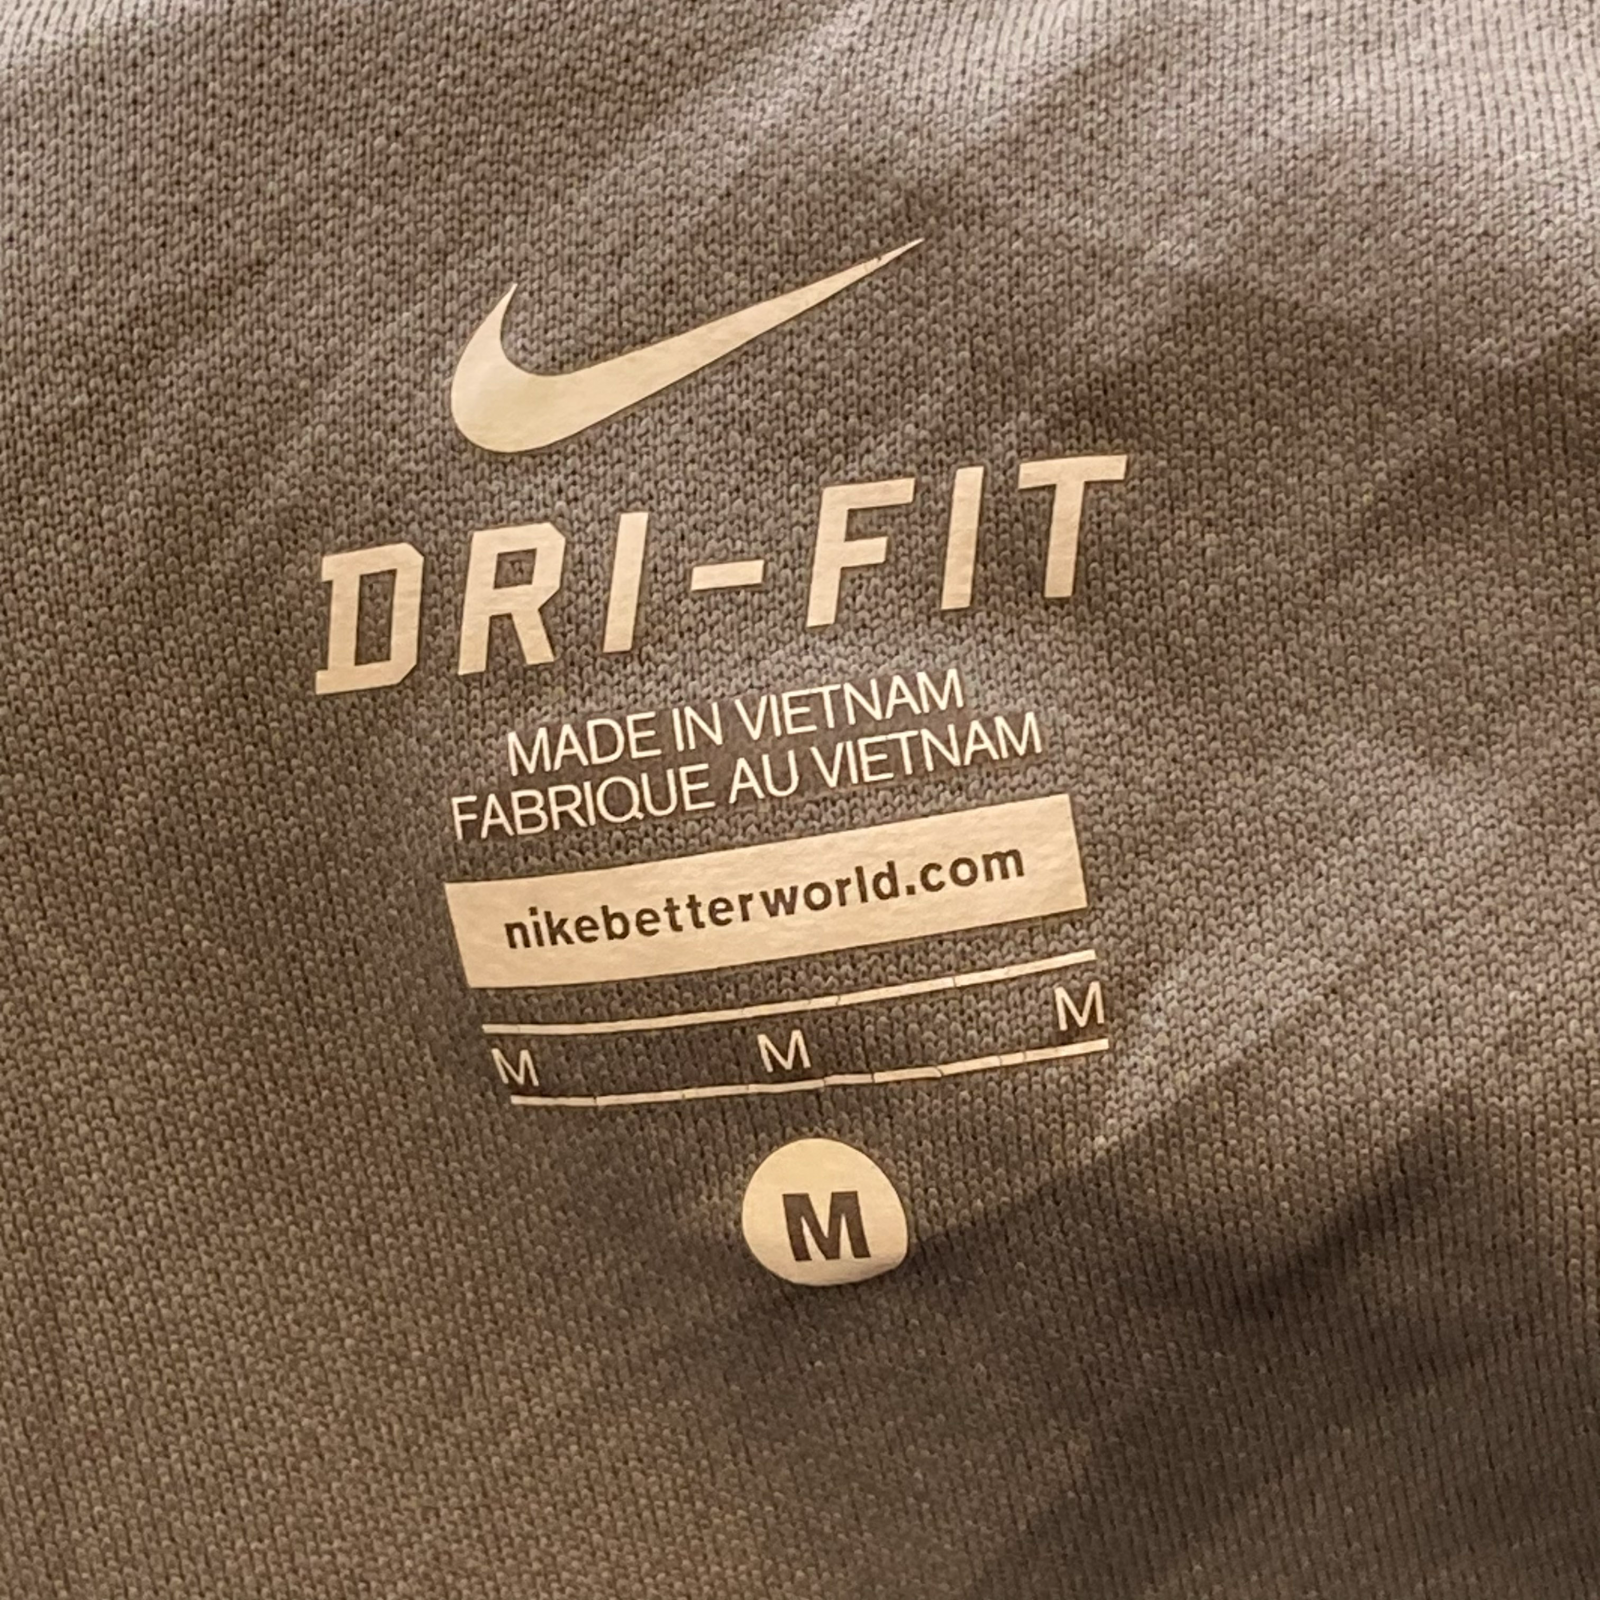 DRI-FIT
MADE IN VIETNAM
FABRIQUE AU VIETNAM
nikebetterworld.com
M M M
M